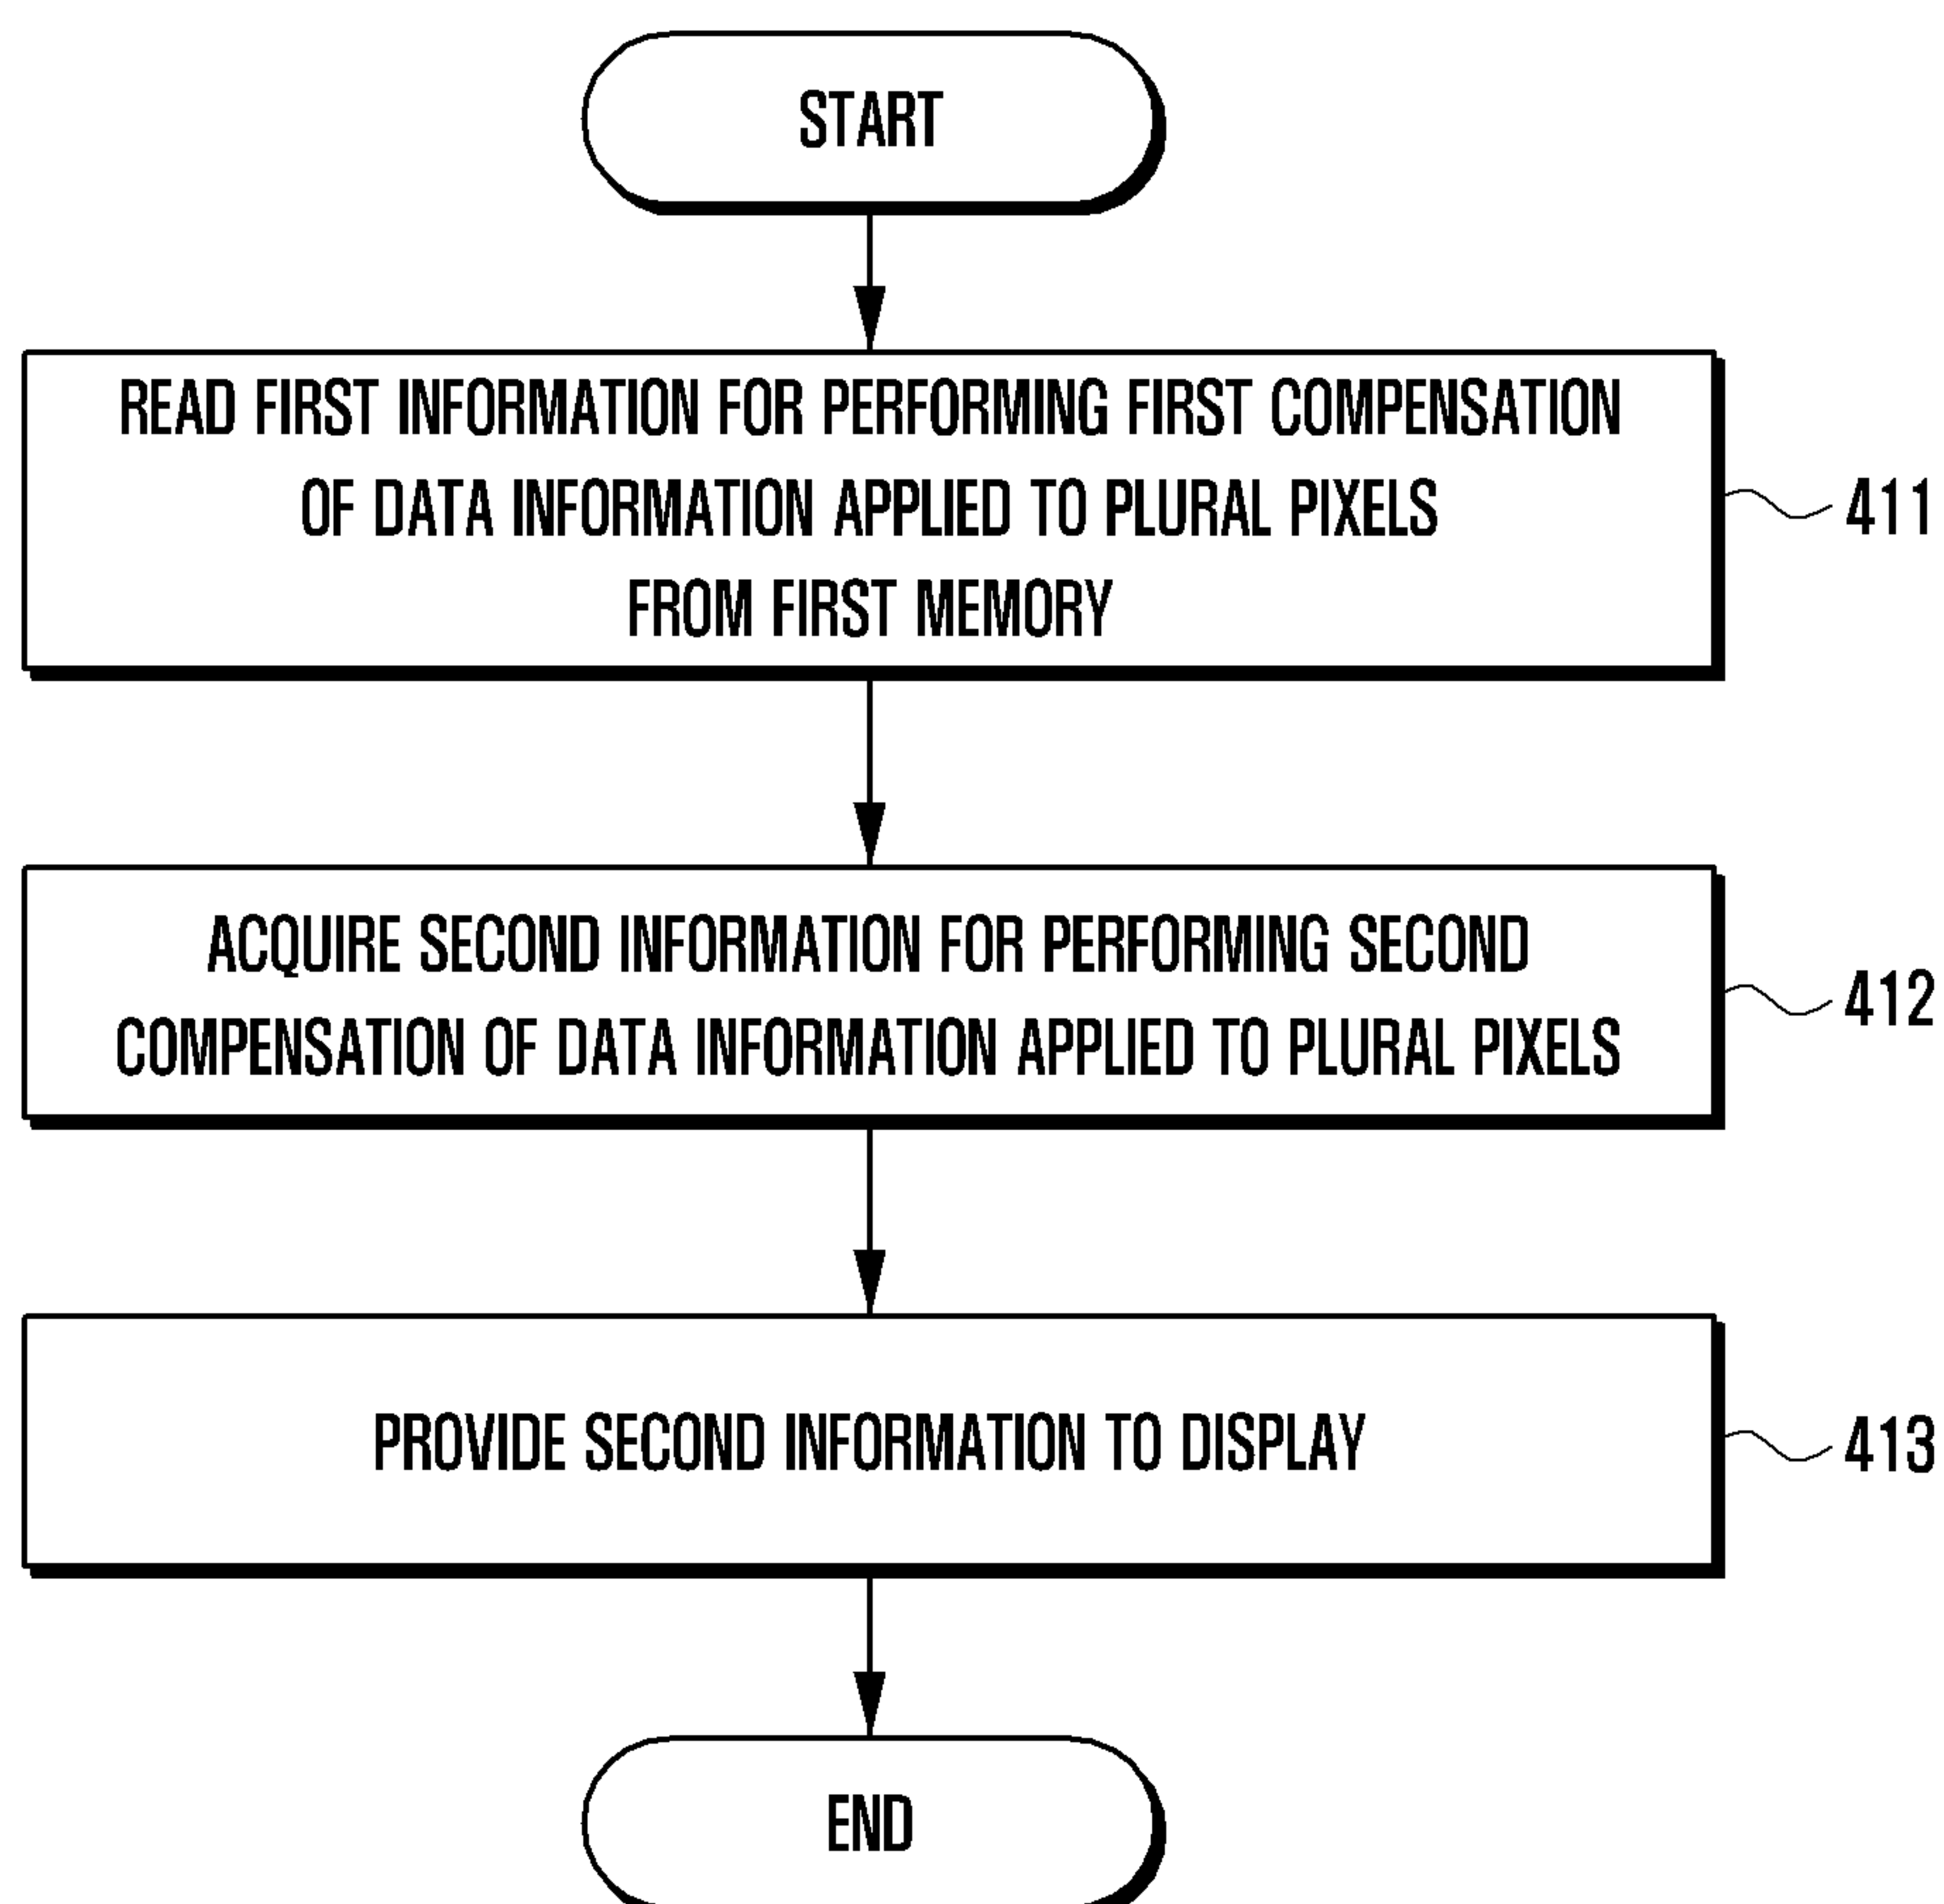 START
READ FIRST INFORMATION FOR PERFORMING FIRST COMPENSATION
OF DATA INFORMATION APPLIED TO PLURAL PIXELS
FROM FIRST MEMORY
411
ACQUIRE SECOND INFORMATION FOR PERFORMING SECOND
COMPENSATION OF DATA INFORMATION APPLIED TO PLURAL PIXELS
412
PROVIDE SECOND INFORMATION TO DISPLAY
413
END